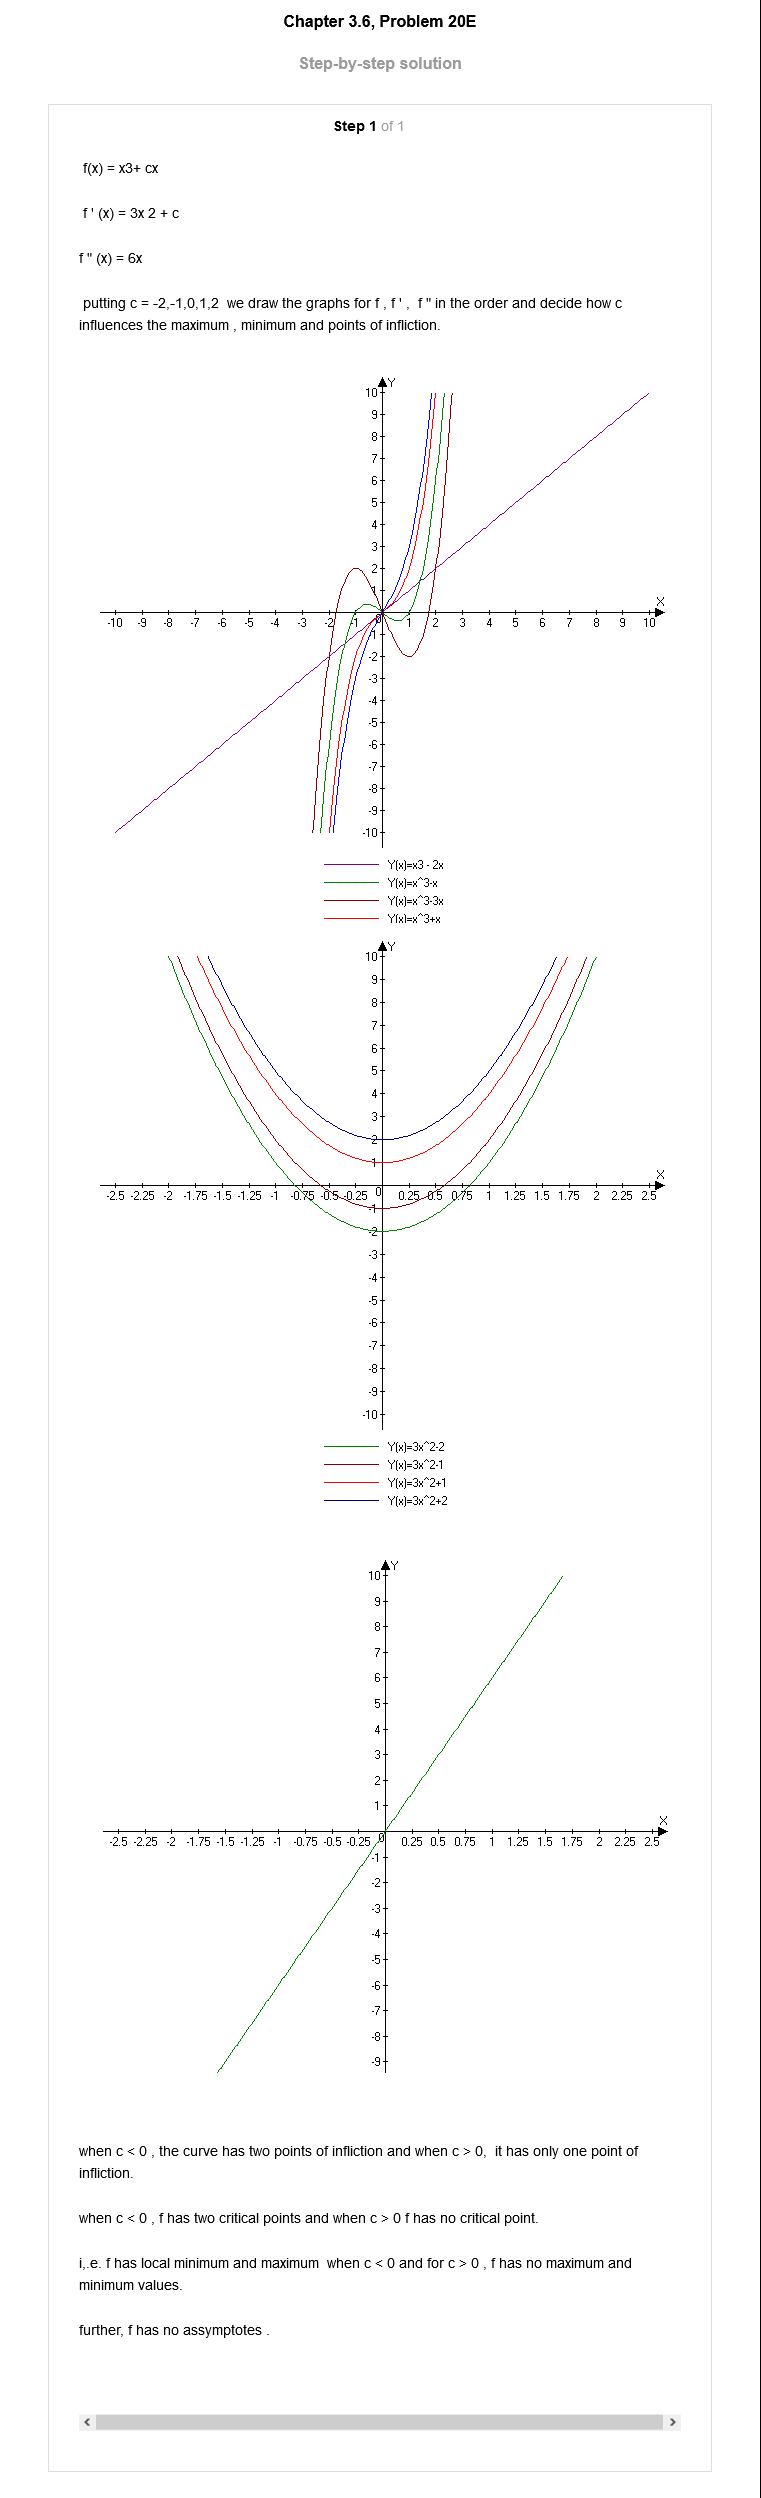 Chapter 3.6, Problem 20E
Step-by-step solution
Step 1 of 1
f(x) = x3+ cx
f ' (x) = 3x 2 + c
f " (x) = 6x
putting c = -2,-1,0,1,2  we draw the graphs for f , f ' ,  f " in the order and decide how c
influences the maximum , minimum and points of infliction.
Y
10
9
8
7
6
5
4
3
2
1
X
-10 -9 -8 -7 -6 -5 -4 -3 -2 -1 0 1 2 3 4 5 6 7 8 9 10
-1
-2
-3
-4
-5
-6
-7
-8
-9
-10
Y(x)=x3 - 2x
Y(x)=x^3-x
Y(x)=x^3-3x
Y(x)=x^3+x
Y
10
9
8
7
6
5
4
3
2
1
X
-2.5 -2.25 -2 -1.75 -1.5 -1.25 -1 -0.75 -0.5 -0.25 0 0.25 0.5 0.75 1 1.25 1.5 1.75 2 2.25 2.5
-1
-2
-3
-4
-5
-6
-7
-8
-9
-10
Y(x)=3x^2-2
Y(x)=3x^2-1
Y(x)=3x^2+1
Y(x)=3x^2+2
Y
10
9
8
7
6
5
4
3
2
1
X
-2.5 -2.25 -2 -1.75 -1.5 -1.25 -1 -0.75 -0.5 -0.25 0 0.25 0.5 0.75 1 1.25 1.5 1.75 2 2.25 2.5
-1
-2
-3
-4
-5
-6
-7
-8
-9
when c < 0 , the curve has two points of infliction and when c > 0,  it has only one point of
infliction.
when c < 0 , f has two critical points and when c > 0 f has no critical point.
i,.e. f has local minimum and maximum  when c < 0 and for c > 0 , f has no maximum and
minimum values.
further, f has no assymptotes .